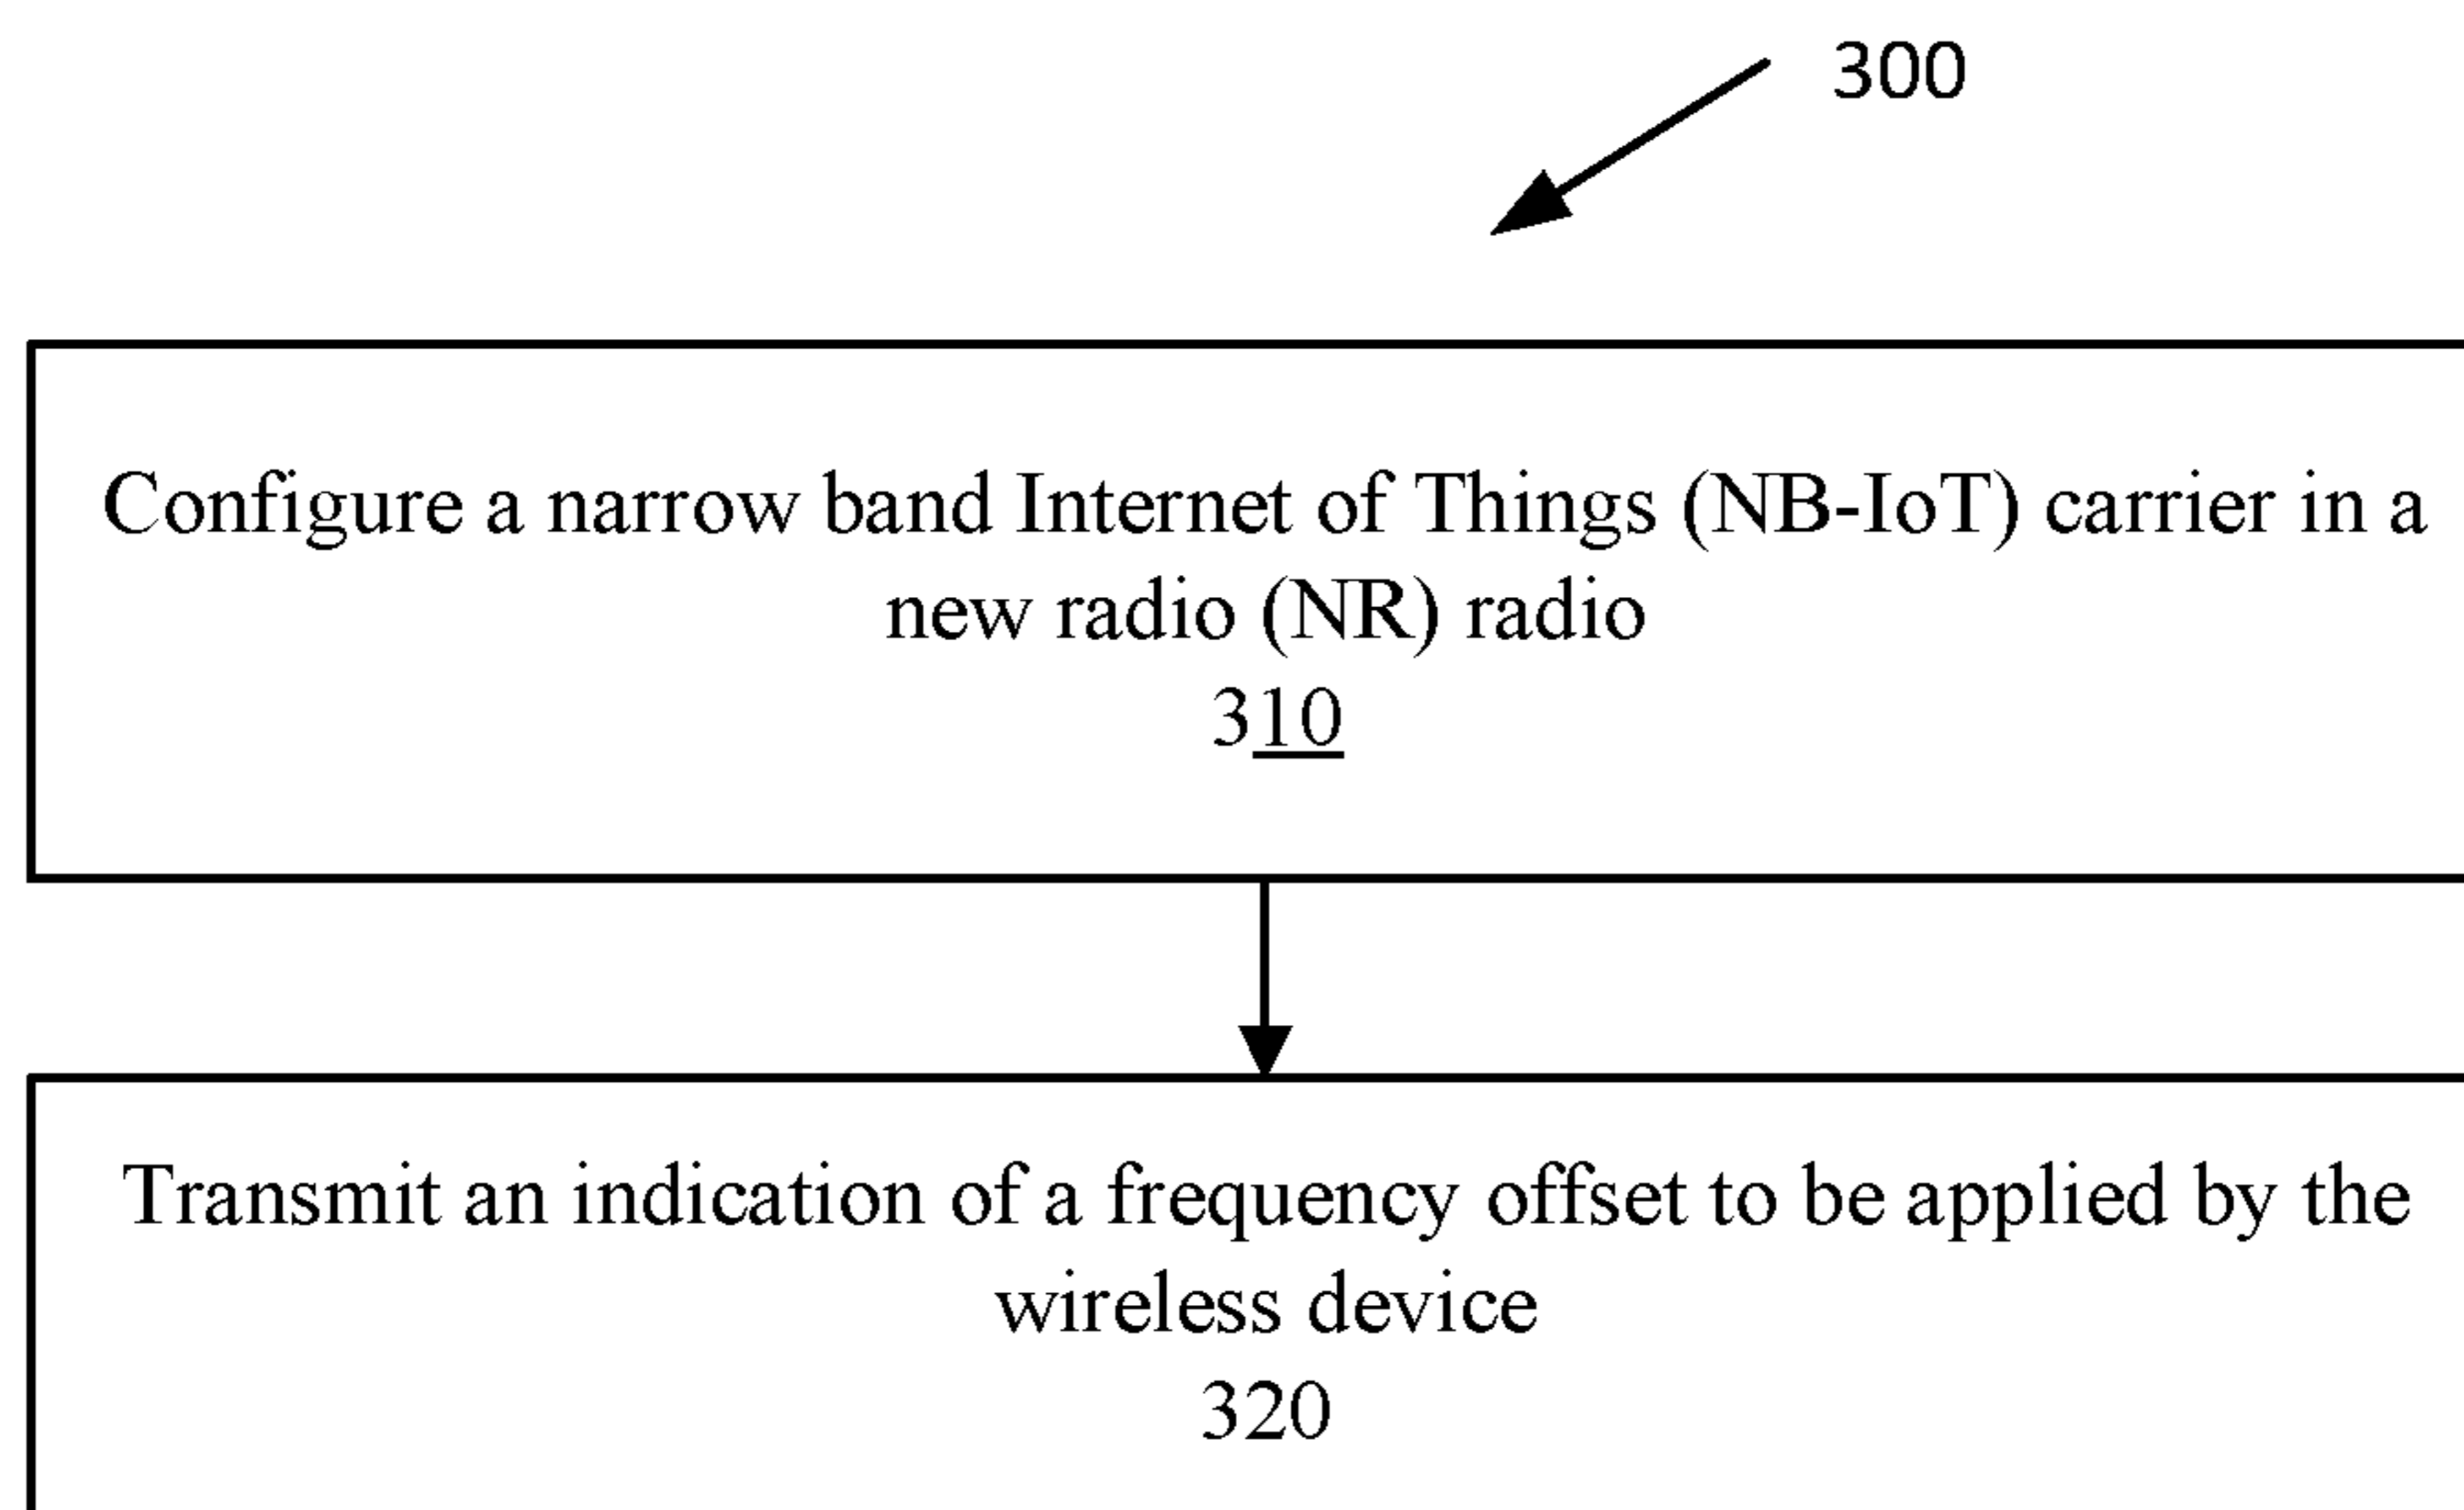 300
Configure a narrow band Internet of Things (NB-IoT) carrier in a
new radio (NR) radio
310
Transmit an indication of a frequency offset to be applied by the
wireless device
320